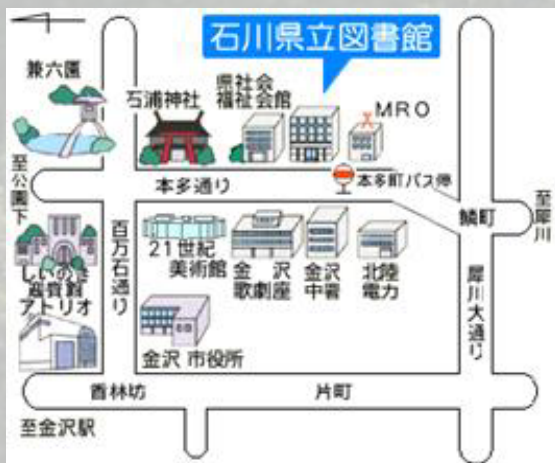 石川県立図書館
兼六園
石浦神社
県社会
福祉会館
MRO
至公園下
本多通り
本多町バス停
至犀川
鱗町
百万石通り
21世紀
美術館
金沢
歌劇座
金沢
中署
北陸
電力
犀川大通り
しいのき
迎賓館
アトリオ
金沢市役所
香林坊
片町
至金沢駅